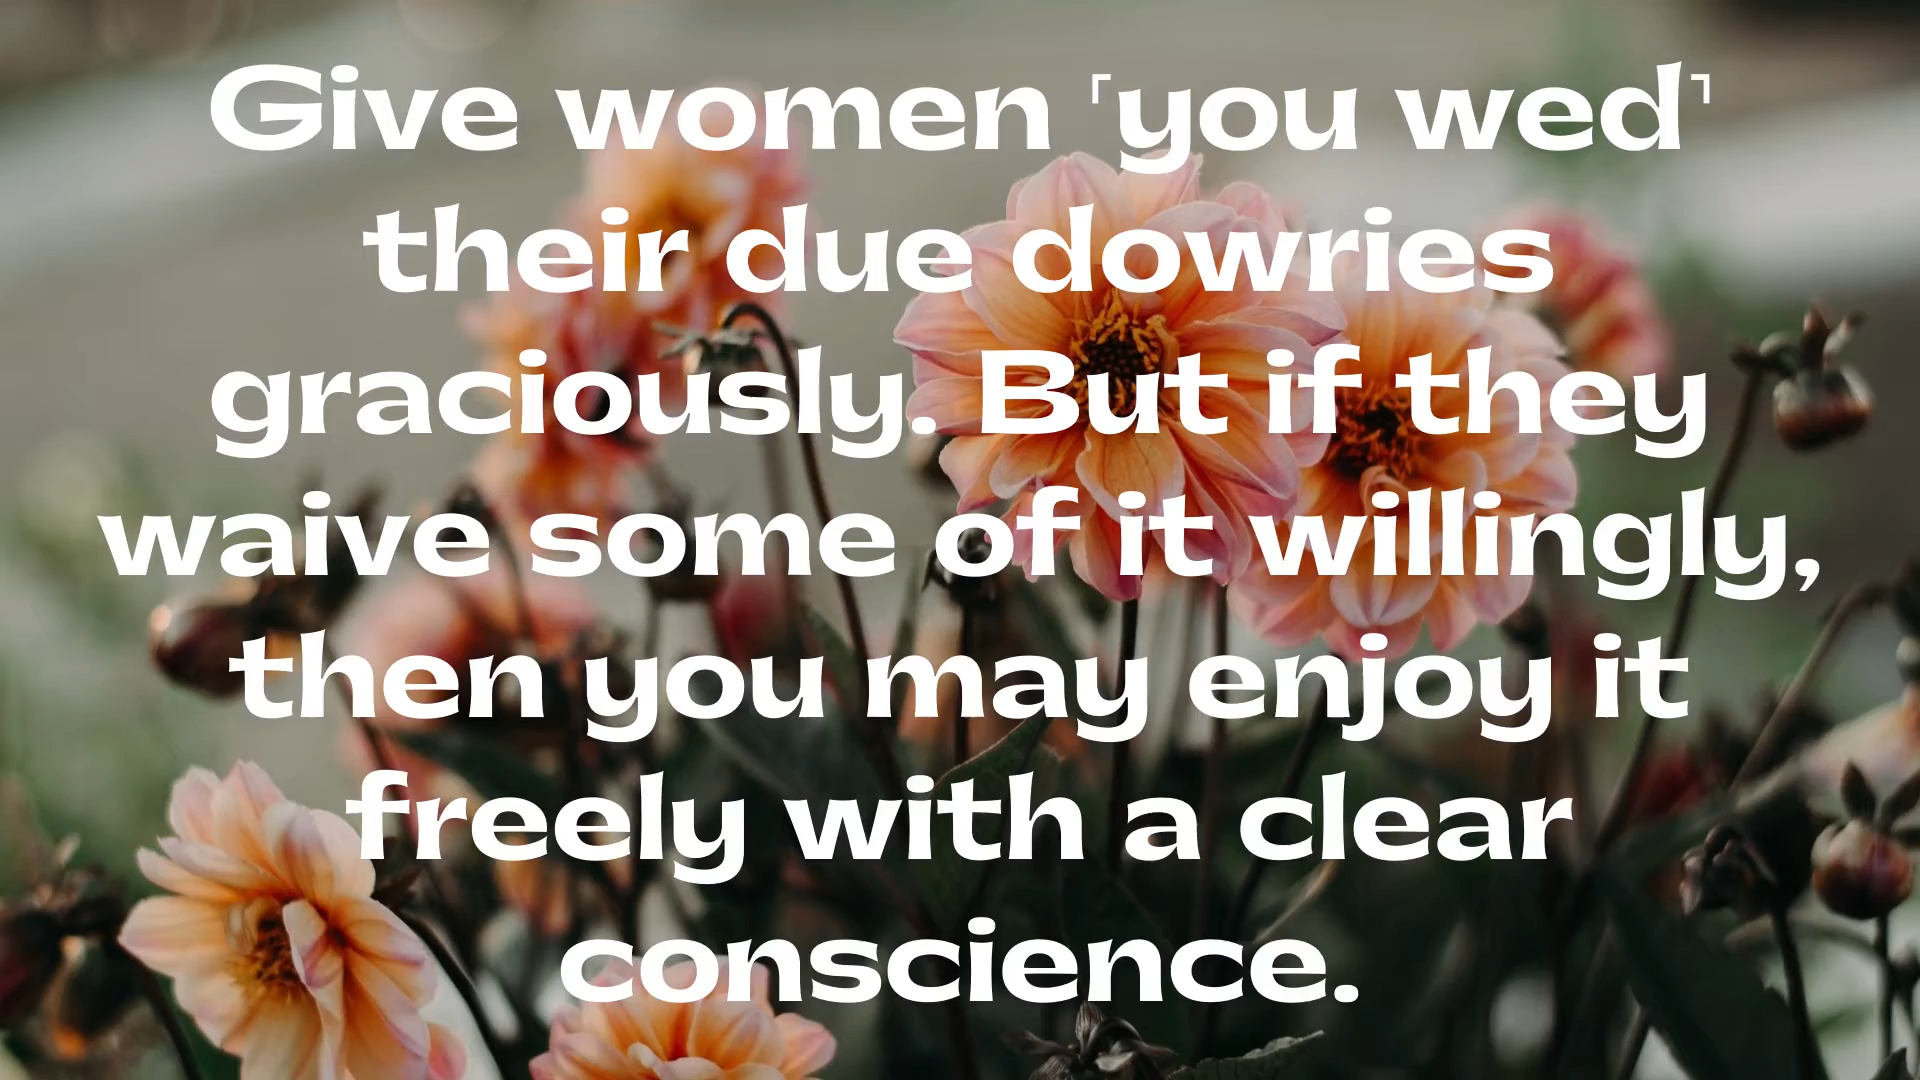 Give women ⸢you wed⸣
their due dowries
graciously. But if they
waive some of it willingly,
then you may enjoy it
freely with a clear
conscience.